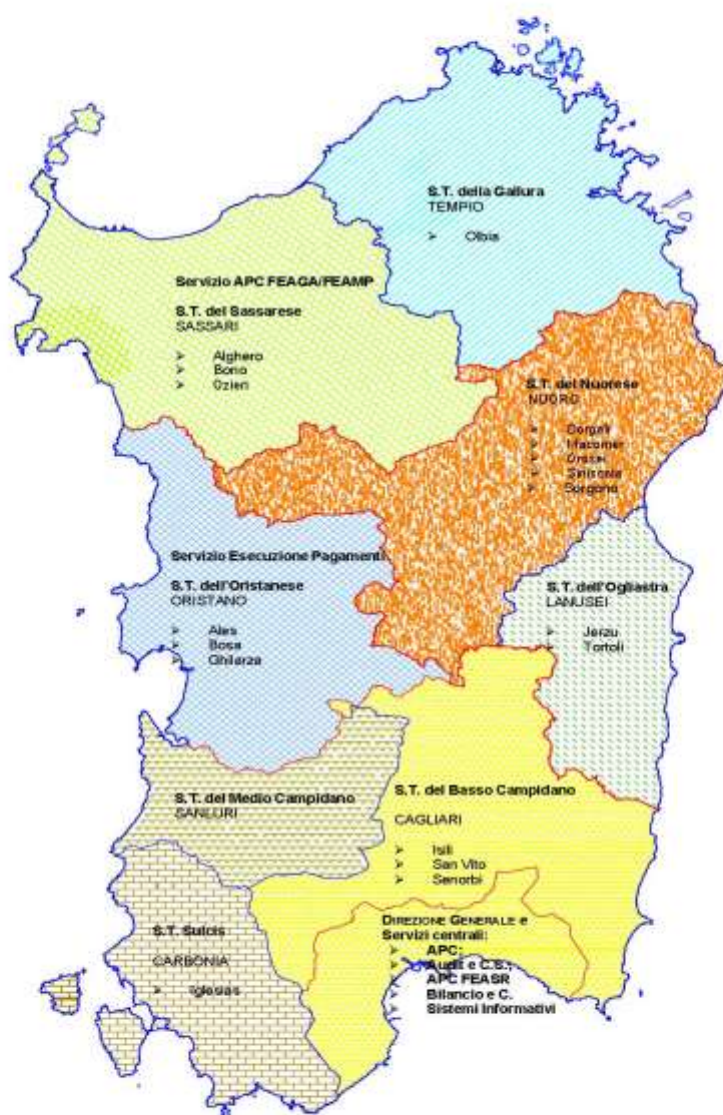 S.T. della Gallura
TEMPIO
➢ Olbia
Servizio APC FEAGA/FEAMP
S.T. del Sassarese
SASSARI
➢ Alghero
➢ Bono
➢ Ozieri
S.T. del Nuorese
NUORO
➢ Dorgali
➢ Macomer
➢ Orosei
➢ Siniscola
➢ Sorgono
Servizio Esecuzione Pagamenti
S.T. dell'Oristanese
ORISTANO
➢ Ales
➢ Bosa
➢ Ghilarza
S.T. dell'Ogliastra
LANUSEI
➢ Jerzu
➢ Tortolì
S.T. del Medio Campidano
SANLURI
S.T. del Basso Campidano
CAGLIARI
➢ Isili
➢ San Vito
➢ Senorbì
S.T. Sulcis
CARBONIA
➢ Iglesias
DIREZIONE GENERALE e
Servizi centrali:
➢ APC;
➢ Audit e C.S.;
➢ APC FEASR
➢ Bilancio e C.
➢ Sistemi Informativi